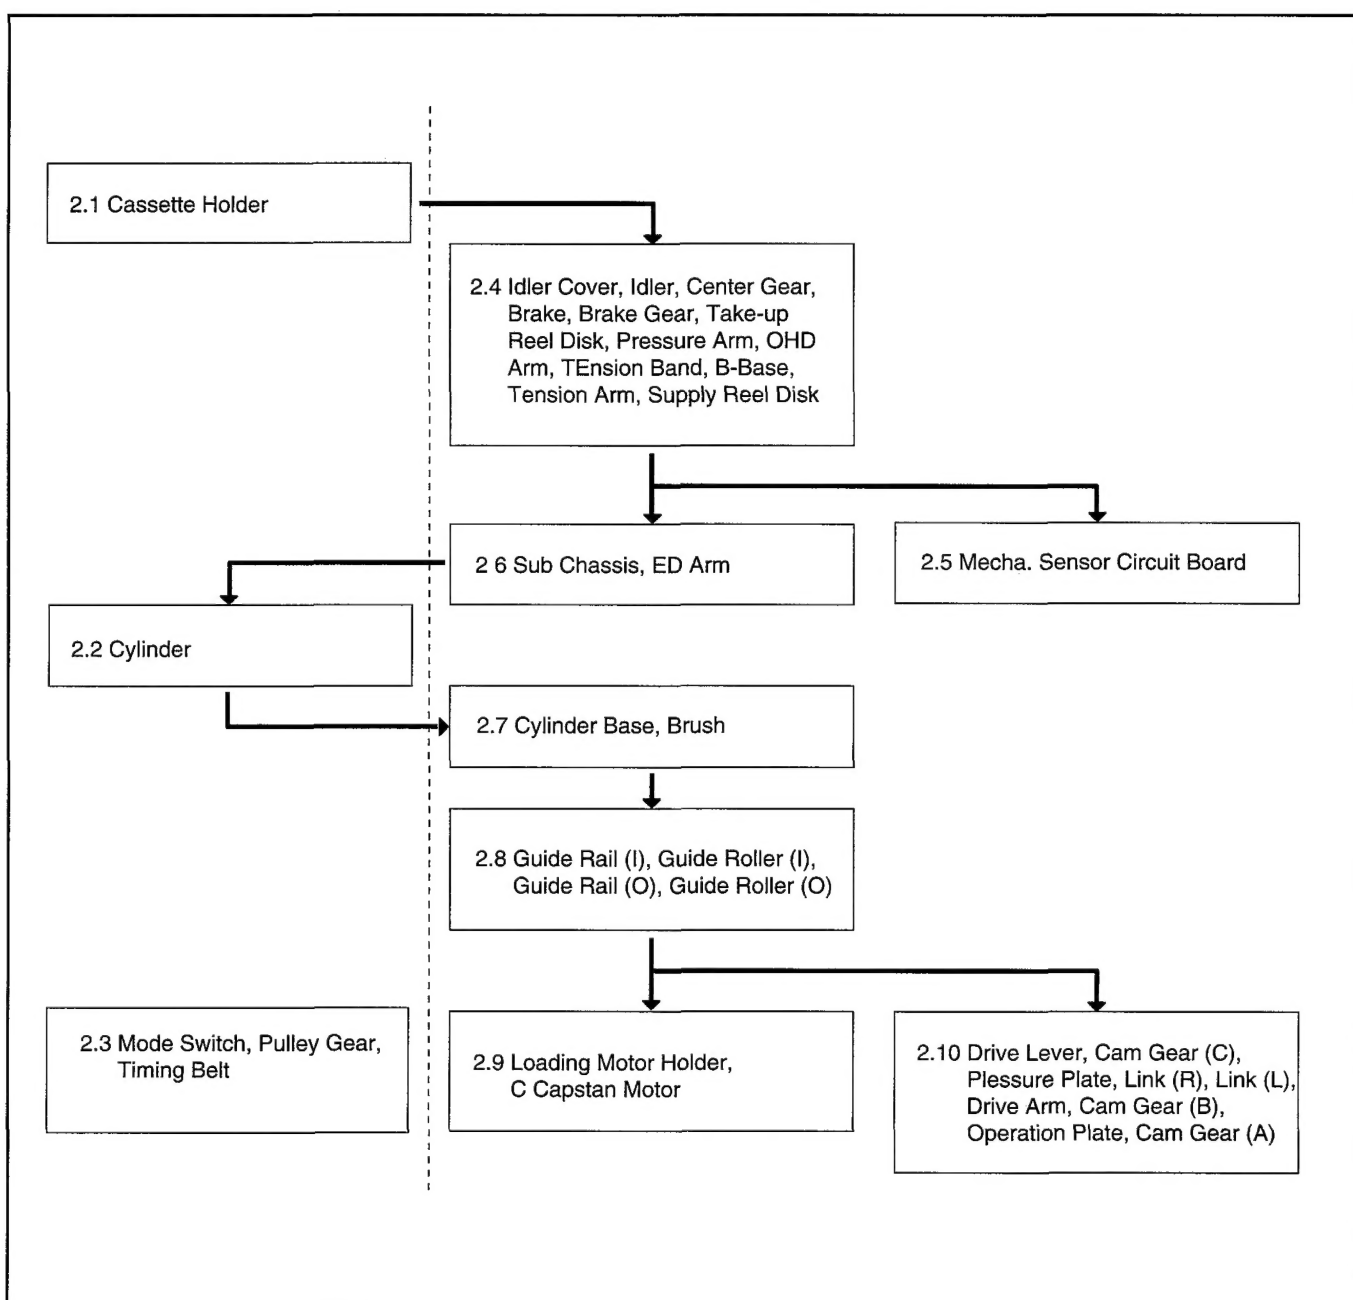 2.1 Cassette Holder
2.4 Idler Cover, Idler, Center Gear,
Brake, Brake Gear, Take-up
Reel Disk, Pressure Arm, OHD
Arm, TEnsion Band, B-Base,
Tension Arm, Supply Reel Disk
2 6 Sub Chassis, ED Arm
2.5 Mecha. Sensor Circuit Board
2.2 Cylinder
2.7 Cylinder Base, Brush
2.8 Guide Rail (I), Guide Roller (I),
Guide Rail (O), Guide Roller (O)
2.3 Mode Switch, Pulley Gear,
Timing Belt
2.9 Loading Motor Holder,
C Capstan Motor
2.10 Drive Lever, Cam Gear (C),
Plessure Plate, Link (R), Link (L),
Drive Arm, Cam Gear (B),
Operation Plate, Cam Gear (A)